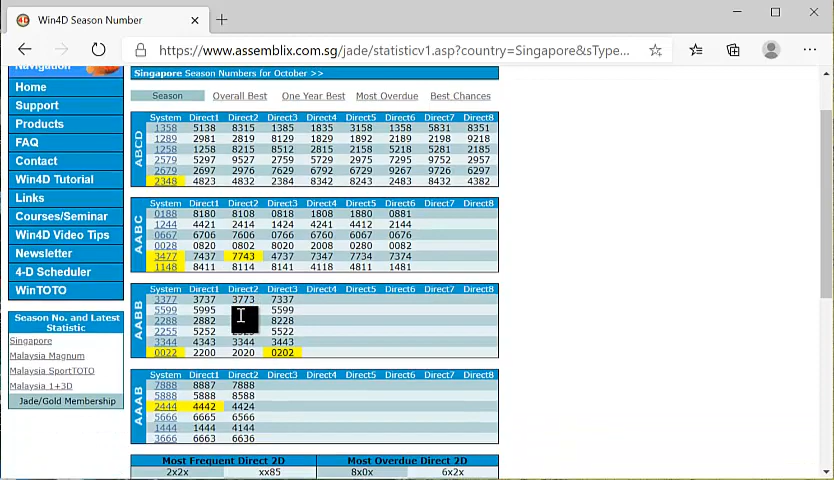 Win4D Season Number
https://www.assemblix.com.sg/jade/statisticv1.asp?country=Singapore&sType...
Navigation
Home
Support
Products
FAQ
Contact
Win4D Tutorial
Links
Courses/Seminar
Win4D Video Tips
Newsletter
4-D Scheduler
WinTOTO
Season No. and Latest
Statistic
Singapore
Malaysia Magnum
Malaysia SportTOTO
Malaysia 1+3D
Jade/Gold Membership
Singapore Season Numbers for October >>
Season Overall Best One Year Best Most Overdue Best Chances
ABCD
System Direct1 Direct2 Direct3 Direct4 Direct5 Direct6 Direct7 Direct8
1358 5138 8315 1385 1835 3158 1358 5831 8351
1289 2981 2819 8129 1829 1892 2189 2198 9218
1258 1258 8215 8512 2815 2158 5218 5281 2185
2579 5297 9527 2759 5729 2975 7295 9752 2957
2679 2697 2976 7629 6792 6729 9267 9726 6297
2348 4823 4832 2384 8342 8243 2483 8432 4382
AABC
System Direct1 Direct2 Direct3 Direct4 Direct5 Direct6 Direct7 Direct8
0188 8180 8108 0818 1808 1880 0881
1244 4421 2414 1424 4241 4412 2144
0667 6706 7606 0766 6760 6067 0676
0028 0820 0802 8020 2008 0280 0082
3477 7437 7743 4737 7347 7734 7374
1148 8411 8114 8141 4118 4811 1481
AABB
System Direct1 Direct2 Direct3 Direct4 Direct5 Direct6 Direct7 Direct8
3377 3737 3773 7337
5599 5995 5599
2288 2882 8228
2255 5252 5522
3344 4343 3344 3443
0022 2200 2020 0202
AAAB
System Direct1 Direct2 Direct3 Direct4 Direct5 Direct6 Direct7 Direct8
7888 8887 7888
5888 5888 8588
2444 4442 4424
5666 6665 6566
1444 1444 4144
3666 6663 6636
Most Frequent Direct 2D Most Overdue Direct 2D
2x2x xx85 8x0x 6x2x